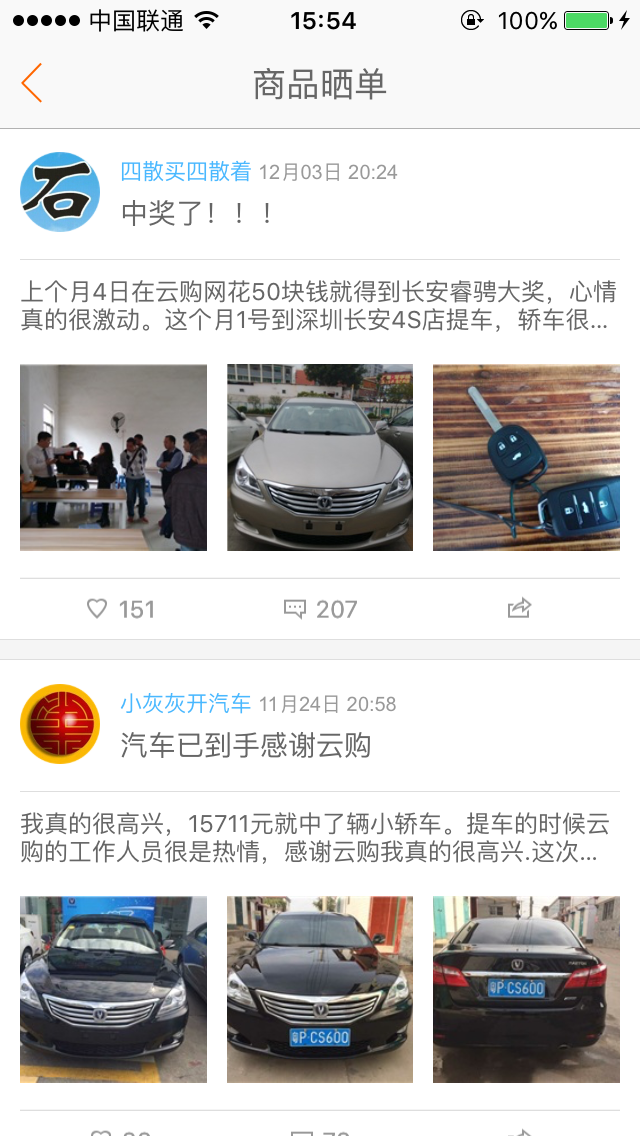 中国联通 15:54 100%
商品晒单
石
四散买四散着 12月03日 20:24
中奖了！！！
上个月4日在云购网花50块钱就得到长安睿骋大奖，心情
真的很激动。这个月1号到深圳长安4S店提车，轿车很...
151 207
小灰灰开汽车 11月24日 20:58
汽车已到手感谢云购
我真的很高兴，15711元就中了辆小轿车。提车的时候云
购的工作人员很是热情，感谢云购我真的很高兴.这次...
粤P CS600
粤P CS600